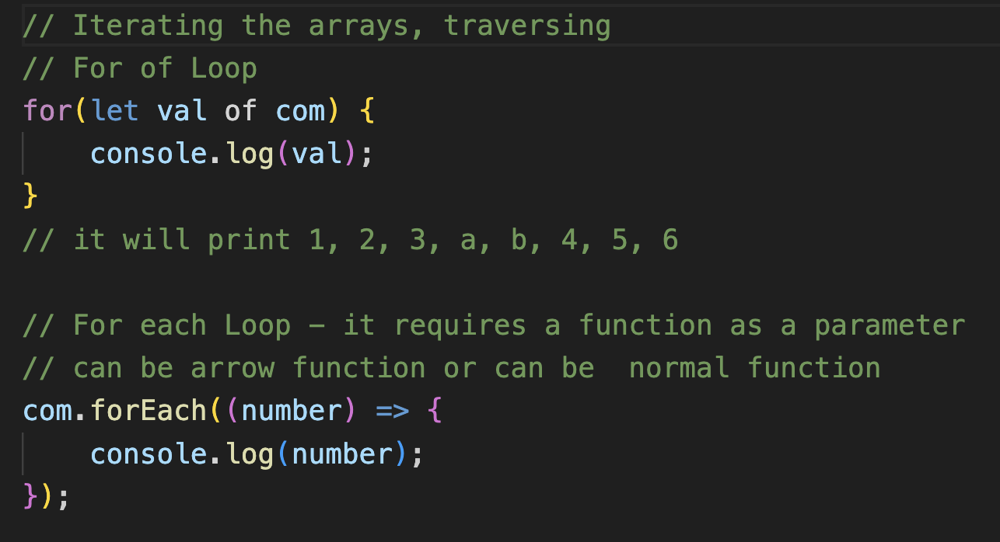 // Iterating the arrays, traversing
// For of Loop
for(let val of com) {
    console.log(val);
}
// it will print 1, 2, 3, a, b, 4, 5, 6

// For each Loop – it requires a function as a parameter
// can be arrow function or can be  normal function
com.forEach((number) => {
    console.log(number);
});